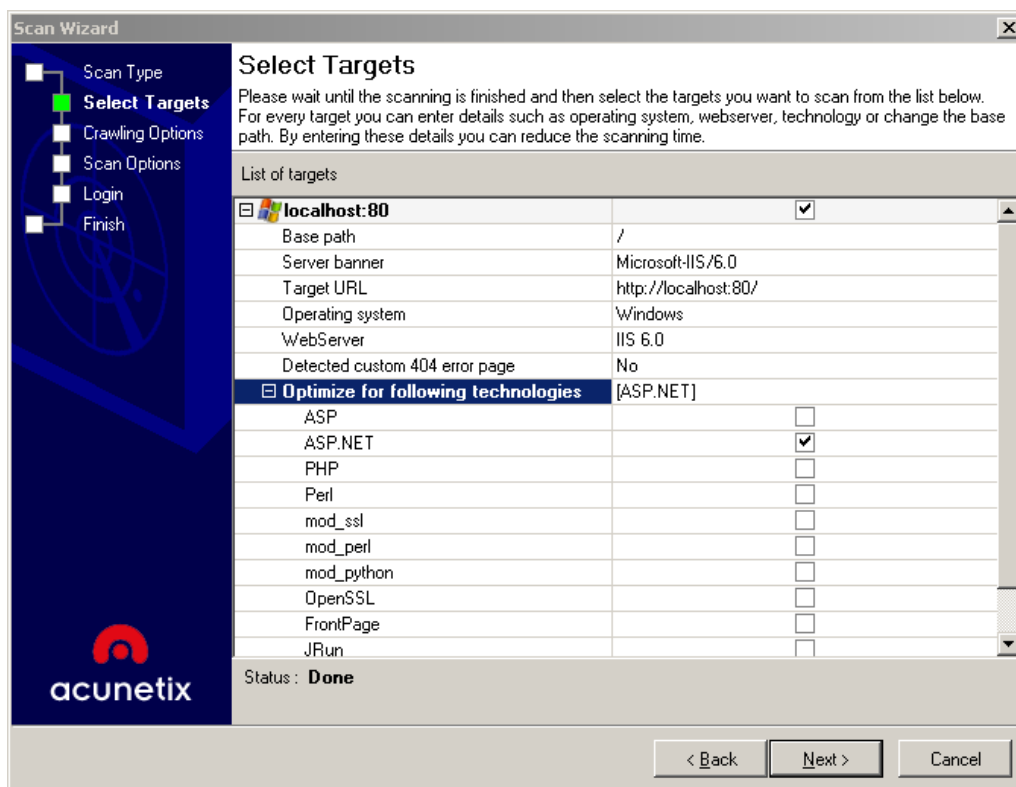 Scan Wizard
Scan Type
Select Targets
Crawling Options
Scan Options
Login
Finish
acunetix
Select Targets
Please wait until the scanning is finished and then select the targets you want to scan from the list below.
For every target you can enter details such as operating system, webserver, technology or change the base
path. By entering these details you can reduce the scanning time.
List of targets
localhost:80
Base path /
Server banner Microsoft-IIS/6.0
Target URL http://localhost:80/
Operating system Windows
WebServer IIS 6.0
Detected custom 404 error page No
Optimize for following technologies [ASP.NET]
ASP
ASP.NET
PHP
Perl
mod_ssl
mod_perl
mod_python
OpenSSL
FrontPage
JRun
Status : Done
< Back Next > Cancel